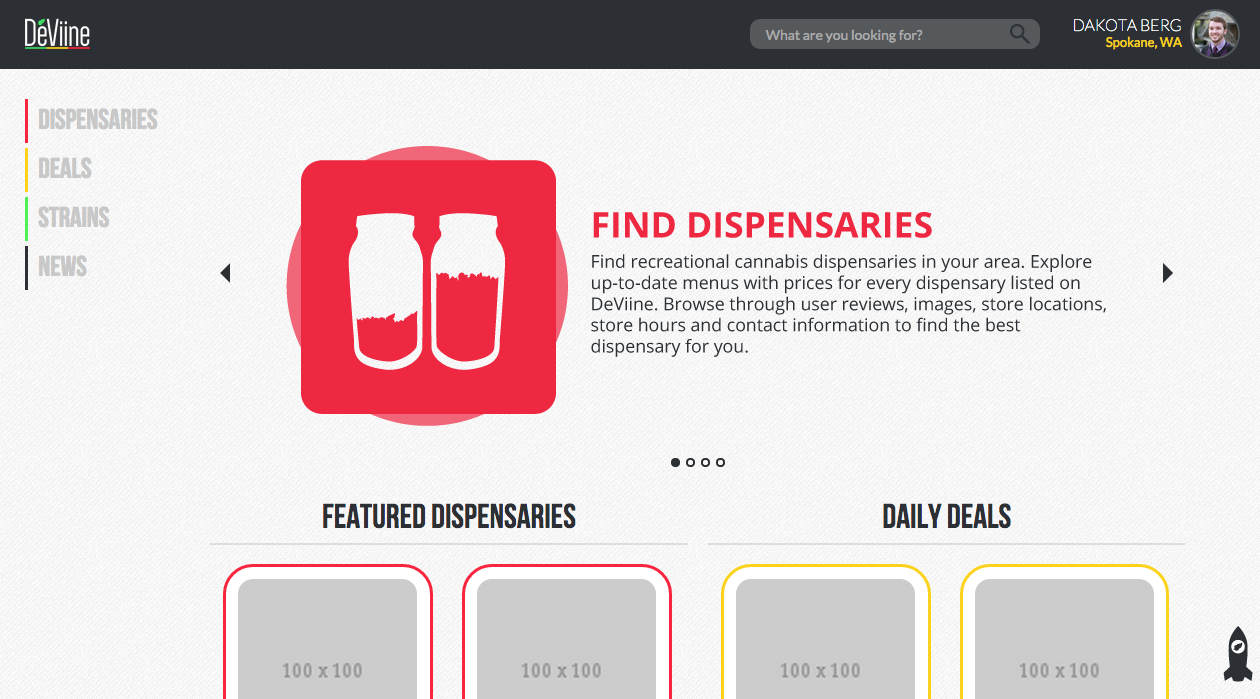 DėViine
What are you looking for?
DAKOTA BERG
Spokane, WA
DISPENSARIES
DEALS
STRAINS
NEWS
FIND DISPENSARIES
Find recreational cannabis dispensaries in your area. Explore
up-to-date menus with prices for every dispensary listed on
DeViine. Browse through user reviews, images, store locations,
store hours and contact information to find the best
dispensary for you.
FEATURED DISPENSARIES
DAILY DEALS
100 x 100
100 x 100
100 x 100
100 x 100